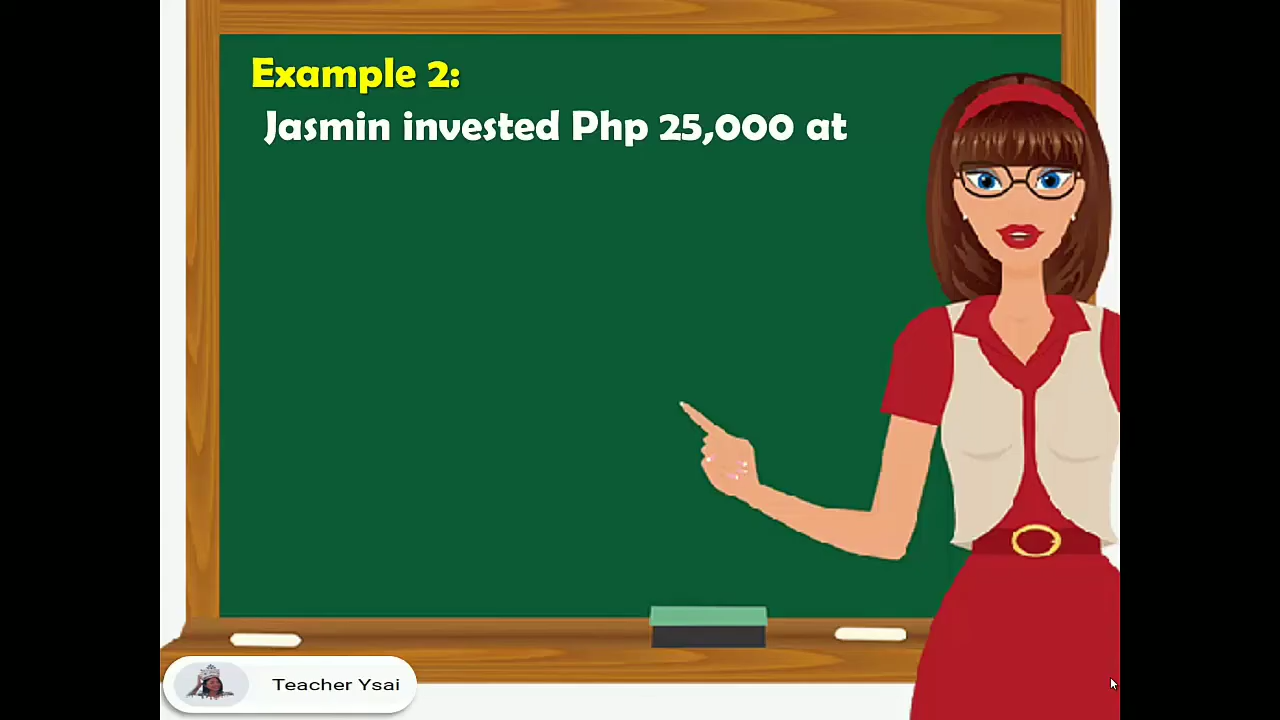 Example 2:
Jasmin invested Php 25,000 at
Teacher Ysai